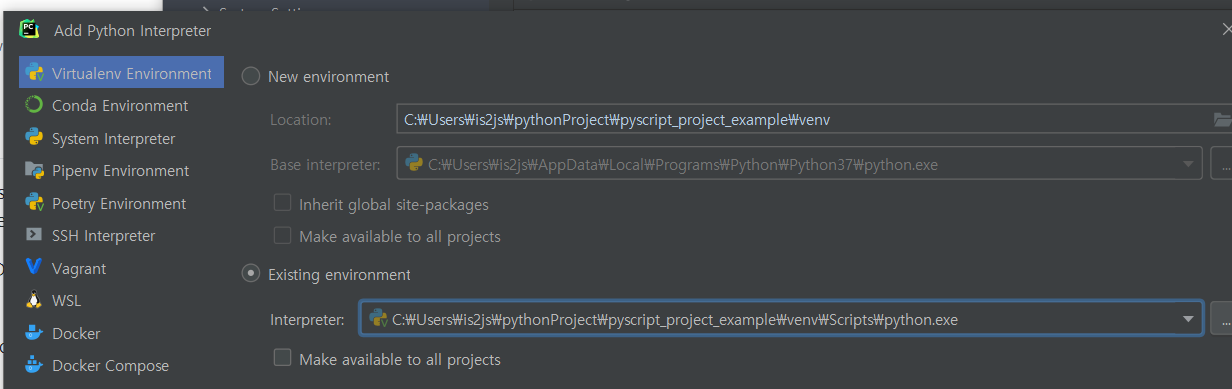 Add Python Interpreter
Virtualenv Environment
Conda Environment
System Interpreter
Pipenv Environment
Poetry Environment
SSH Interpreter
Vagrant
WSL
Docker
Docker Compose
New environment
Location: C:₩Users₩is2js₩pythonProject₩pyscript_project_example₩venv
Base interpreter: C:₩Users₩is2js₩AppData₩Local₩Programs₩Python₩Python37₩python.exe
...
Inherit global site-packages
Make available to all projects
Existing environment
Interpreter: C:₩Users₩is2js₩pythonProject₩pyscript_project_example₩venv₩Scripts₩python.exe
...
Make available to all projects